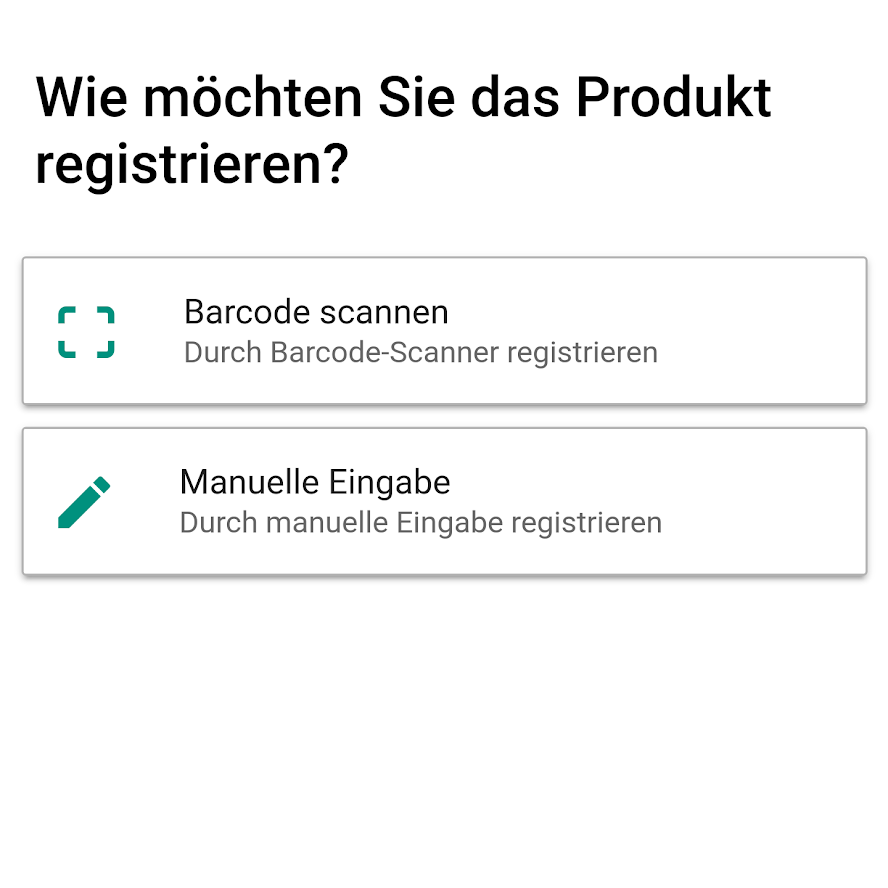 Wie möchten Sie das Produkt
registrieren?
Barcode scannen
Durch Barcode-Scanner registrieren
Manuelle Eingabe
Durch manuelle Eingabe registrieren